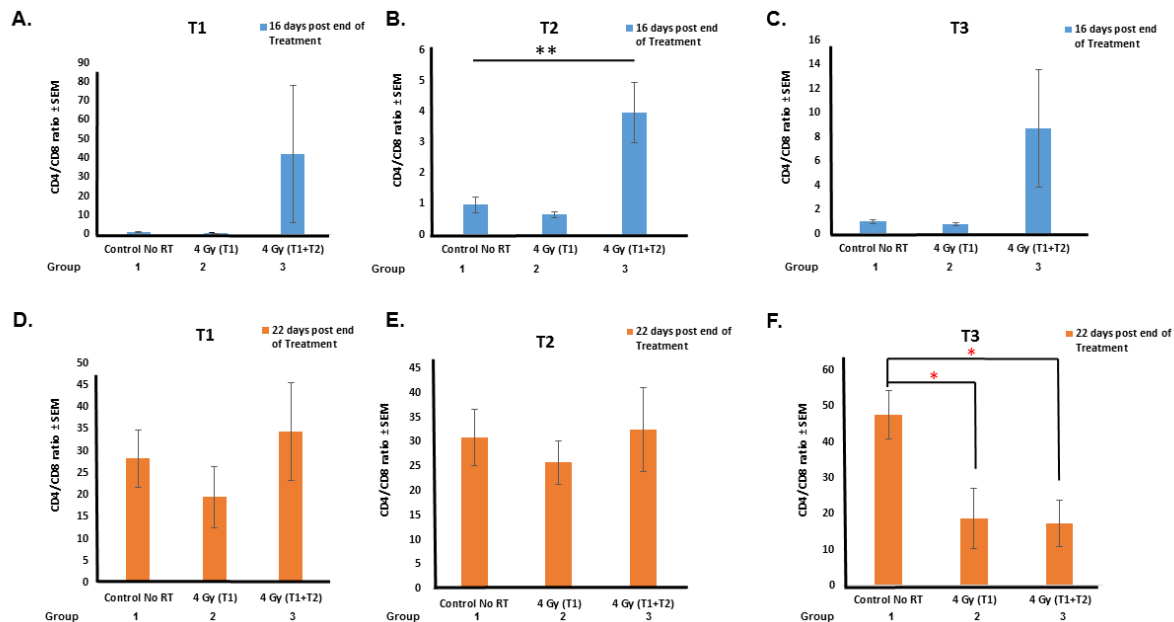 A.
T1
16 days post end of
Treatment
CD4/CD8 ratio ± SEM
90
80
70
60
50
40
30
20
10
0
Control No RT 4 Gy (T1) 4 Gy (T1+T2)
Group 1 2 3
B.
T2
16 days post end of
Treatment
**
CD4/CD8 ratio ± SEM
6
5
4
3
2
1
0
Control No RT 4 Gy (T1) 4 Gy (T1+T2)
Group 1 2 3
C.
T3
16 days post end
of Treatment
CD4/CD8 ratio ± SEM
16
14
12
10
8
6
4
2
0
Control No RT 4 Gy (T1) 4 Gy (T1+T2)
Group 1 2 3
D.
T1
22 days post end
of Treatment
CD4/CD8 ratio ± SEM
50
45
40
35
30
25
20
15
10
5
0
Control No RT 4 Gy (T1) 4 Gy (T1+T2)
Group 1 2 3
E.
T2
22 days post end of
Treatment
CD4/CD8 ratio ± SEM
45
40
35
30
25
20
15
10
5
0
Control No RT 4 Gy (T1) 4 Gy (T1+T2)
Group 1 2 3
F.
T3
22 days post end of
Treatment
*
*
CD4/CD8 ratio ± SEM
60
50
40
30
20
10
0
Control No RT 4 Gy (T1) 4 Gy (T1+T2)
Group 1 2 3